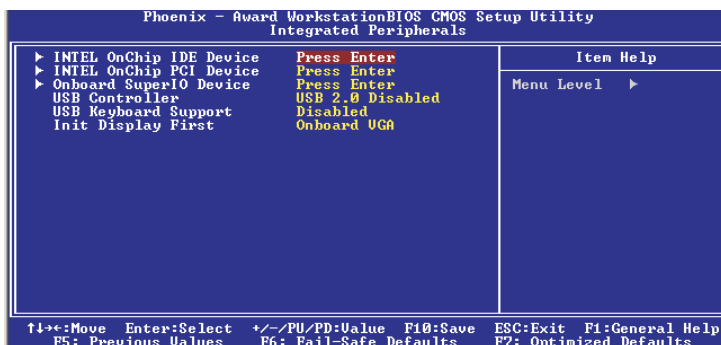 Phoenix - Award WorkstationBIOS CMOS Setup Utility
Integrated Peripherals
▶ INTEL OnChip IDE Device Press Enter
▶ INTEL OnChip PCI Device Press Enter
▶ Onboard SuperIO Device Press Enter
USB Controller USB 2.0 Disabled
USB Keyboard Support Disabled
Init Display First Onboard VGA
Item Help
Menu Level ▶
↑↓→←:Move Enter:Select +/-/PU/PD:Value F10:Save ESC:Exit F1:General Help
F5: Previous Values F6: Fail-Safe Defaults F7: Optimized Defaults